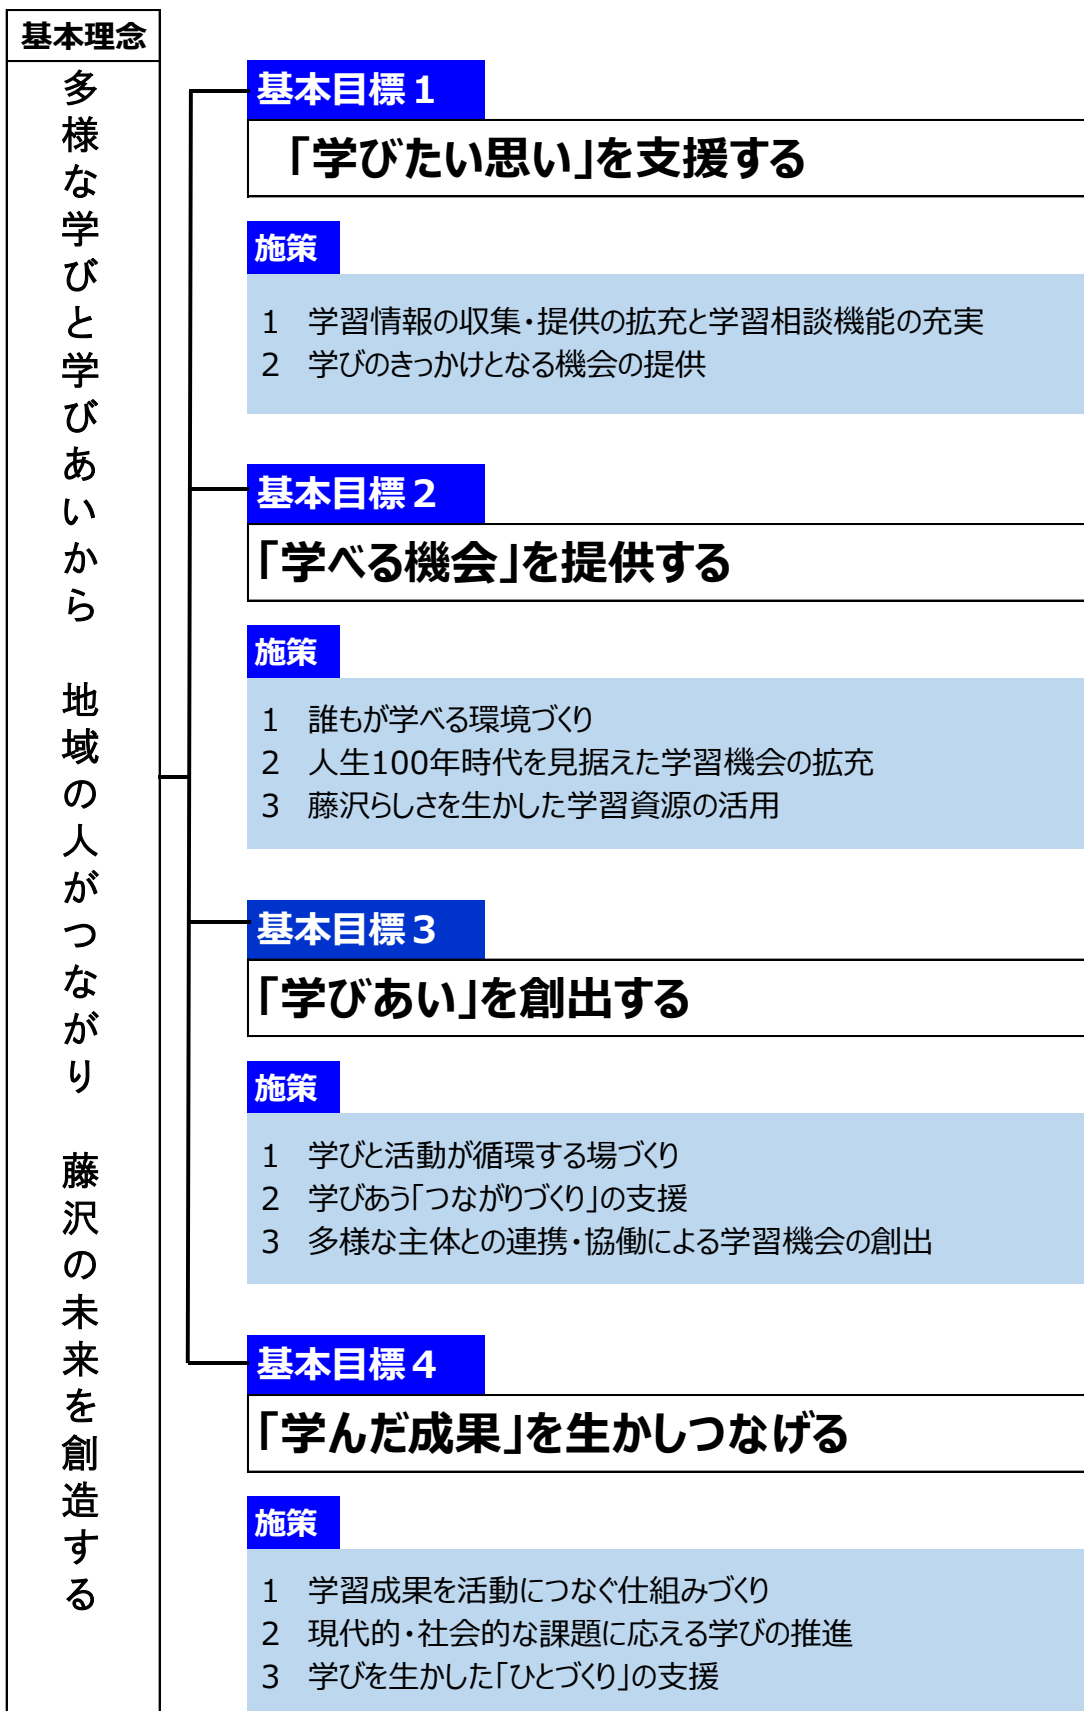 基本理念
多様な学びと学びあいから　地域の人がつながり　藤沢の未来を創造する
基本目標１
「学びたい思い」を支援する
施策
1　学習情報の収集・提供の拡充と学習相談機能の充実
2　学びのきっかけとなる機会の提供
基本目標２
「学べる機会」を提供する
施策
1　誰もが学べる環境づくり
2　人生100年時代を見据えた学習機会の拡充
3　藤沢らしさを生かした学習資源の活用
基本目標３
「学びあい」を創出する
施策
1　学びと活動が循環する場づくり
2　学びあう「つながりづくり」の支援
3　多様な主体との連携・協働による学習機会の創出
基本目標４
「学んだ成果」を生かしつなげる
施策
1　学習成果を活動につなぐ仕組みづくり
2　現代的・社会的な課題に応える学びの推進
3　学びを生かした「ひとづくり」の支援